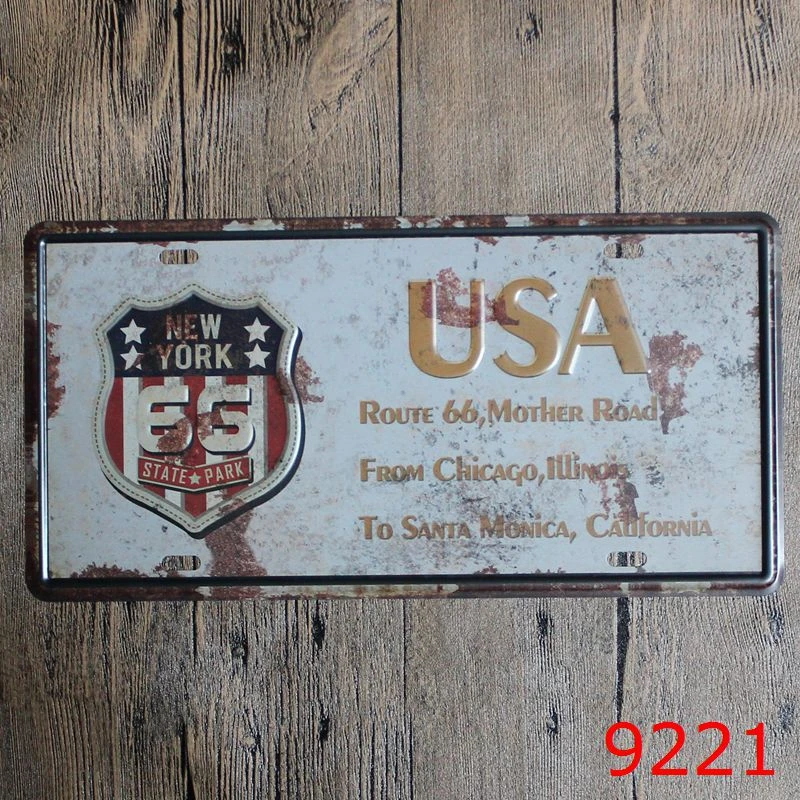 NEW
YORK
66
STATE★PARK
USA
Route 66,Mother Road
From Chicago,Illinois
To Santa Monica, California
9221